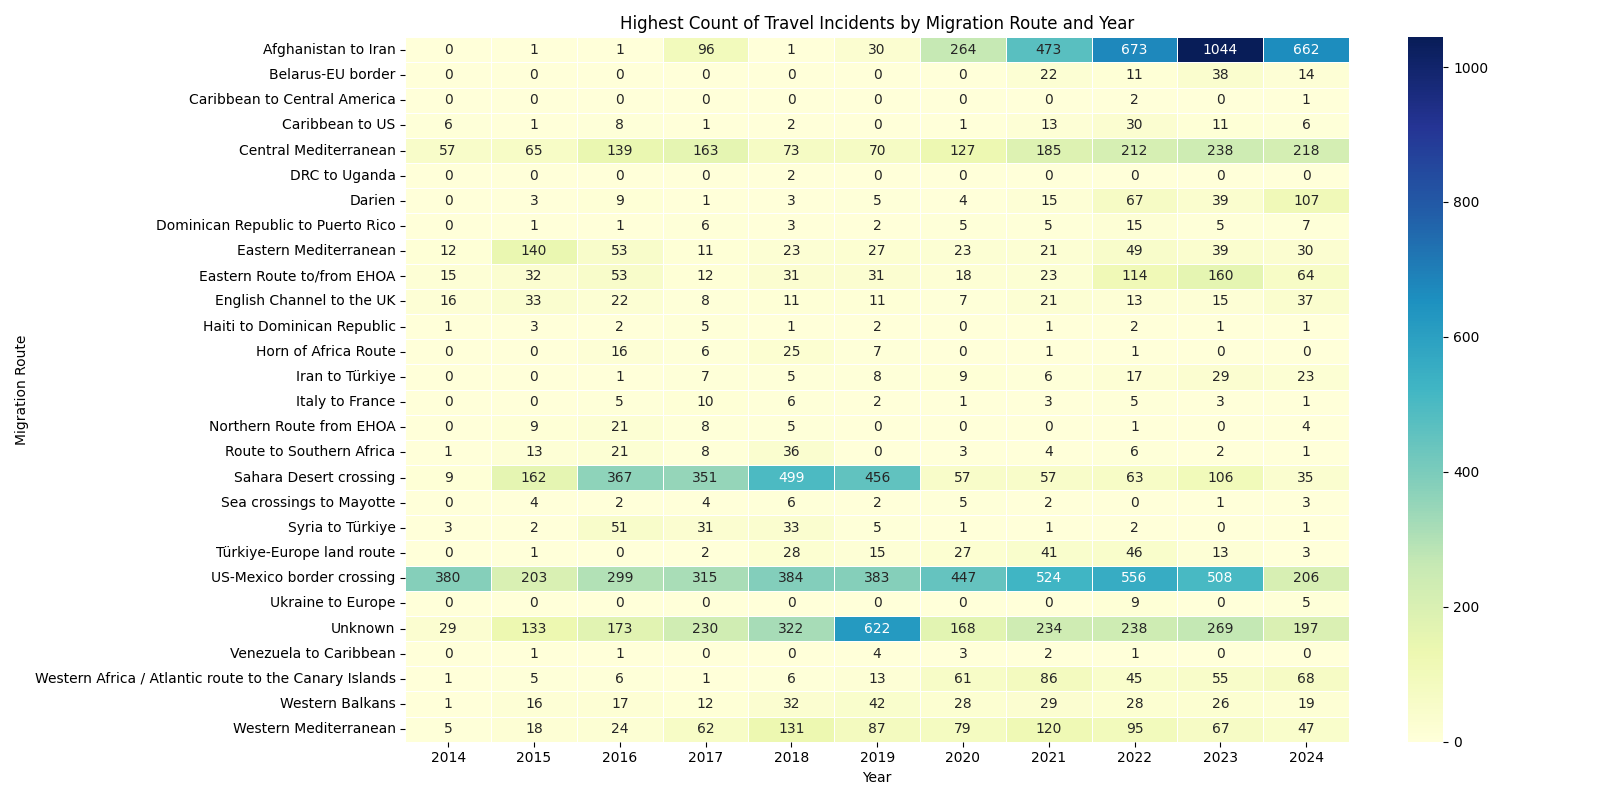 Highest Count of Travel Incidents by Migration Route and Year
Migration Route
Afghanistan to Iran 0 1 1 96 1 30 264 473 673 1044 662
Belarus-EU border 0 0 0 0 0 0 0 22 11 38 14
Caribbean to Central America 0 0 0 0 0 0 0 0 2 0 1
Caribbean to US 6 1 8 1 2 0 1 13 30 11 6
Central Mediterranean 57 65 139 163 73 70 127 185 212 238 218
DRC to Uganda 0 0 0 0 2 0 0 0 0 0 0
Darien 0 3 9 1 3 5 4 15 67 39 107
Dominican Republic to Puerto Rico 0 1 1 6 3 2 5 5 15 5 7
Eastern Mediterranean 12 140 53 11 23 27 23 21 49 39 30
Eastern Route to/from EHOA 15 32 53 12 31 31 18 23 114 160 64
English Channel to the UK 16 33 22 8 11 11 7 21 13 15 37
Haiti to Dominican Republic 1 3 2 5 1 2 0 1 2 1 1
Horn of Africa Route 0 0 16 6 25 7 0 1 1 0 0
Iran to Türkiye 0 0 1 7 5 8 9 6 17 29 23
Italy to France 0 0 5 10 6 2 1 3 5 3 1
Northern Route from EHOA 0 9 21 8 5 0 0 0 1 0 4
Route to Southern Africa 1 13 21 8 36 0 3 4 6 2 1
Sahara Desert crossing 9 162 367 351 499 456 57 57 63 106 35
Sea crossings to Mayotte 0 4 2 4 6 2 5 2 0 1 3
Syria to Türkiye 3 2 51 31 33 5 1 1 2 0 1
Türkiye-Europe land route 0 1 0 2 28 15 27 41 46 13 3
US-Mexico border crossing 380 203 299 315 384 383 447 524 556 508 206
Ukraine to Europe 0 0 0 0 0 0 0 0 9 0 5
Unknown 29 133 173 230 322 622 168 234 238 269 197
Venezuela to Caribbean 0 1 1 0 0 4 3 2 1 0 0
Western Africa / Atlantic route to the Canary Islands 1 5 6 1 6 13 61 86 45 55 68
Western Balkans 1 16 17 12 32 42 28 29 28 26 19
Western Mediterranean 5 18 24 62 131 87 79 120 95 67 47
2014 2015 2016 2017 2018 2019 2020 2021 2022 2023 2024
Year
1000
800
600
400
200
0